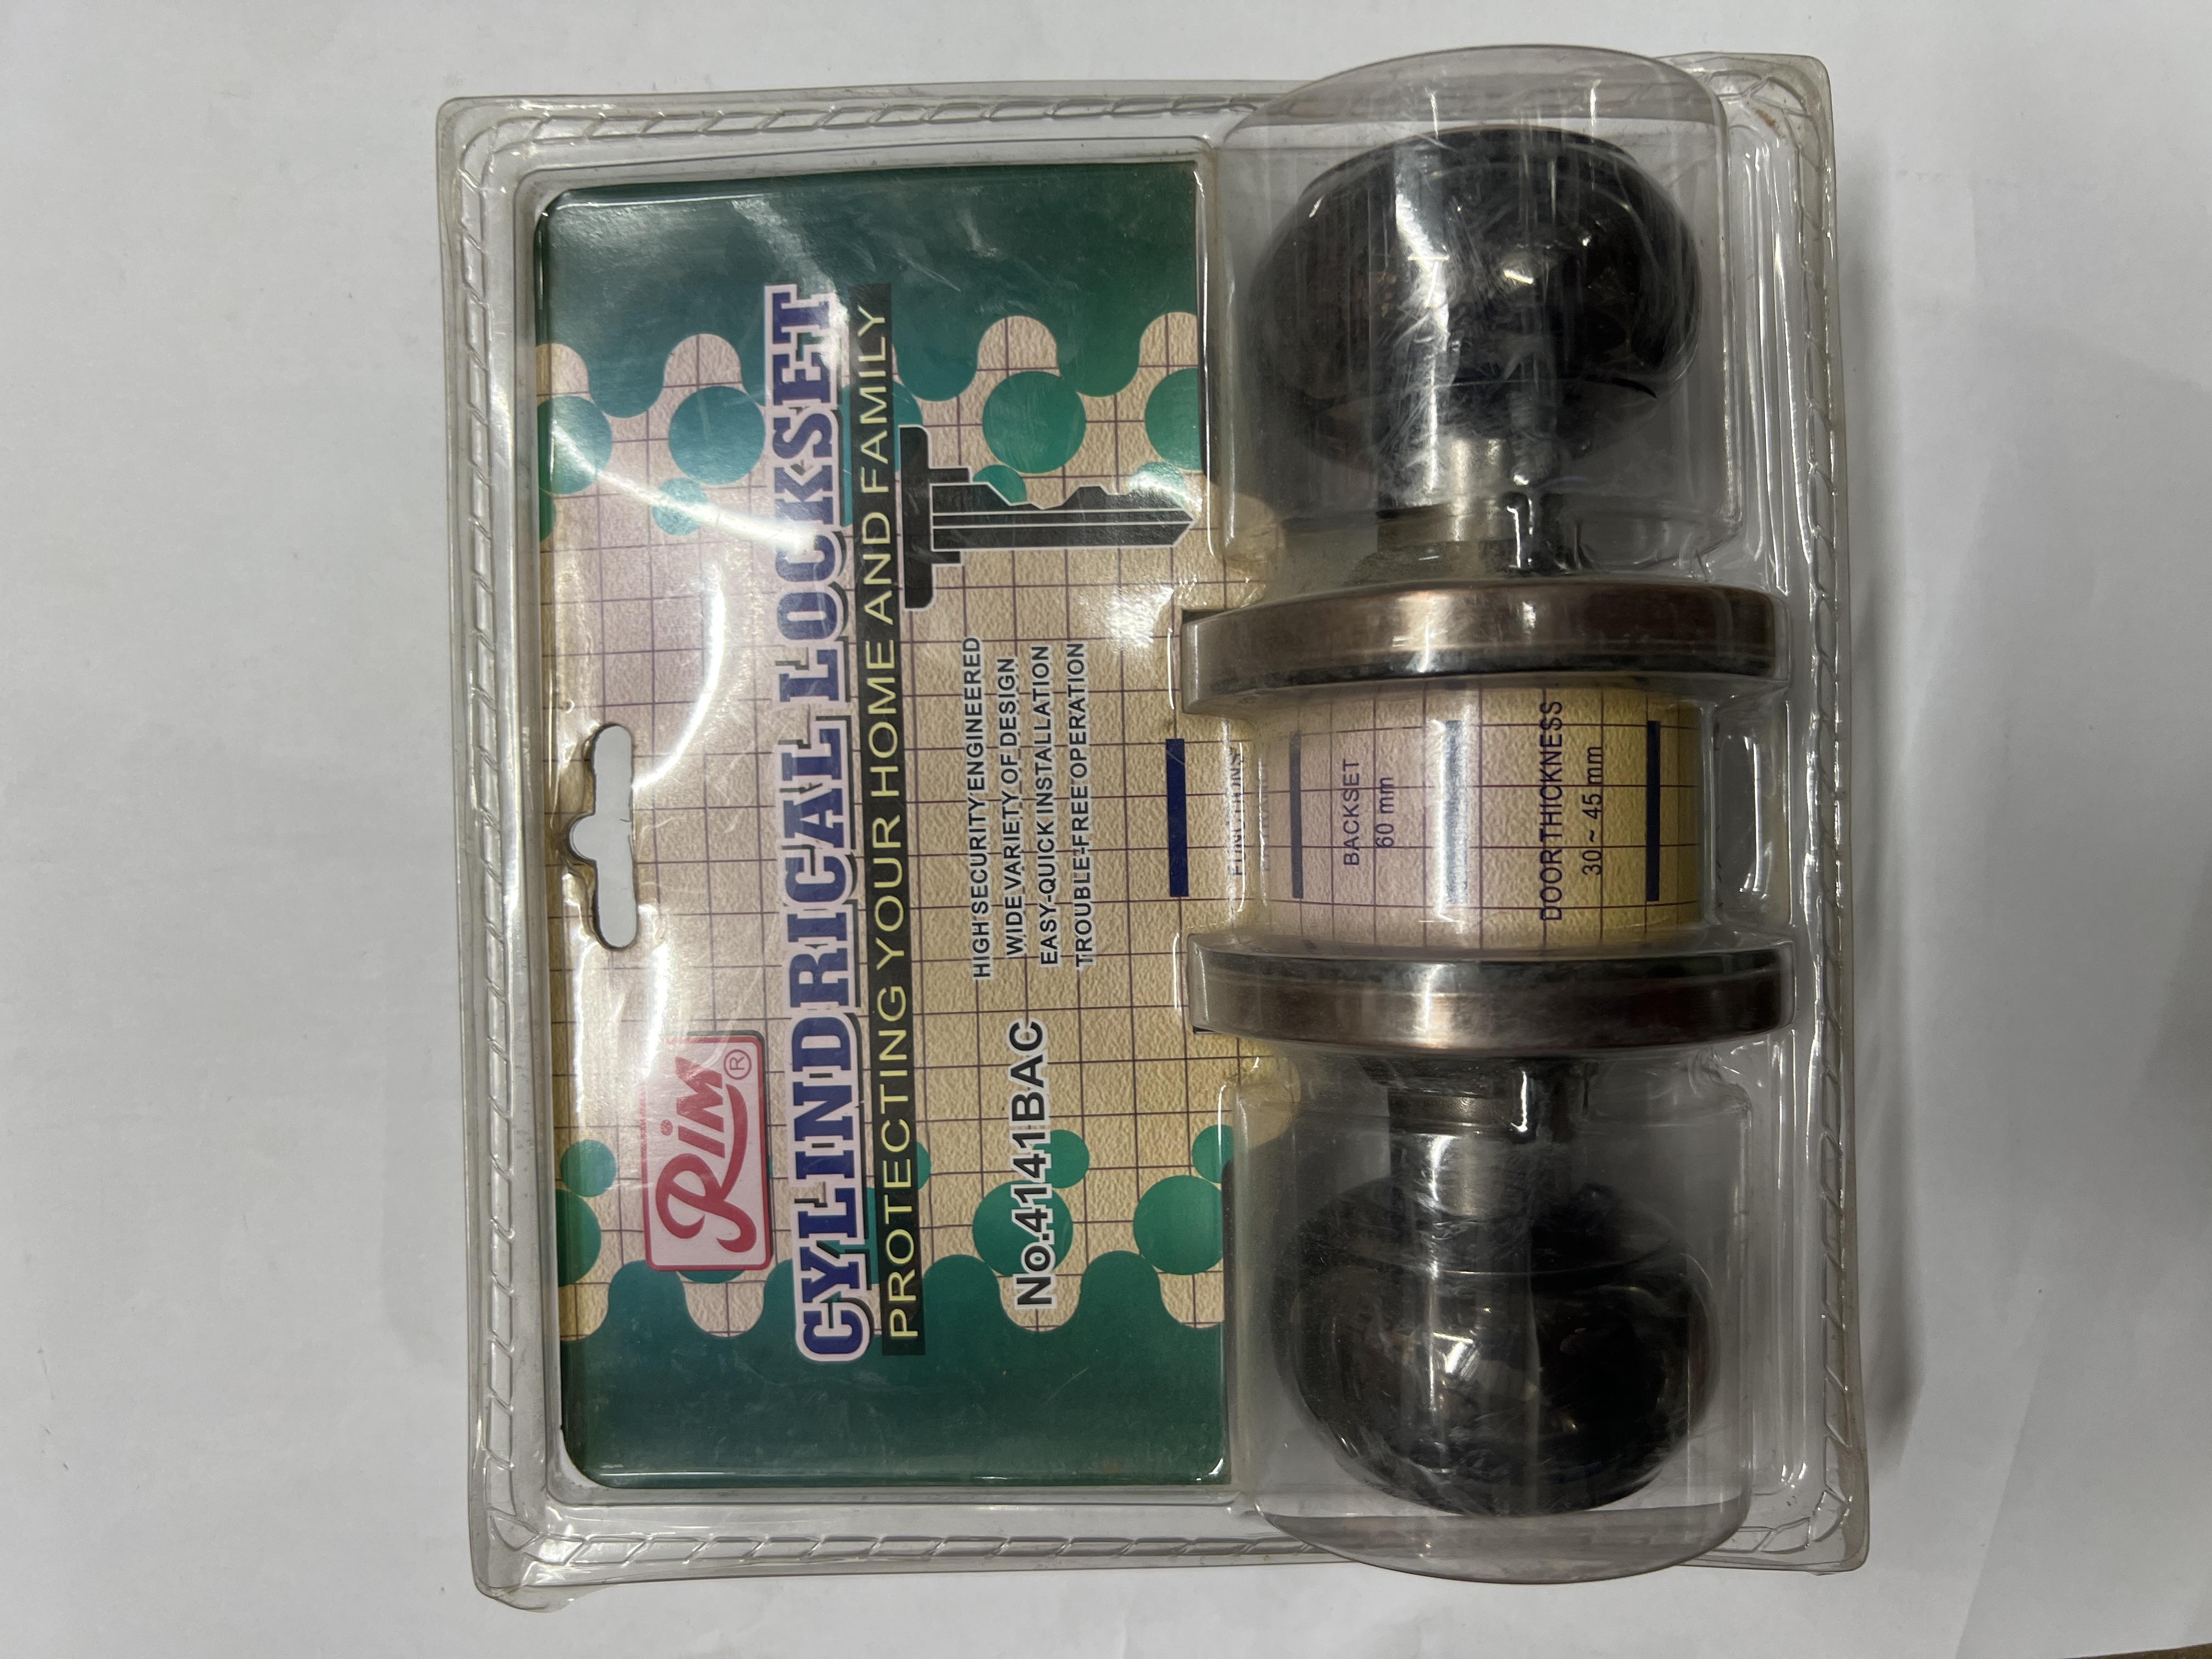 Rim ®
CYLINDRICAL LOCKSET
PROTECTING YOUR HOME AND FAMILY
HIGH SECURITY ENGINEERED
WIDE VARIETY OF DESIGN
EASY-QUICK INSTALLATION
TROUBLE-FREE OPERATION
No.4141BAC
FUNCTIONS
BACKSET
60 mm
DOOR THICKNESS
30 ~ 45 mm